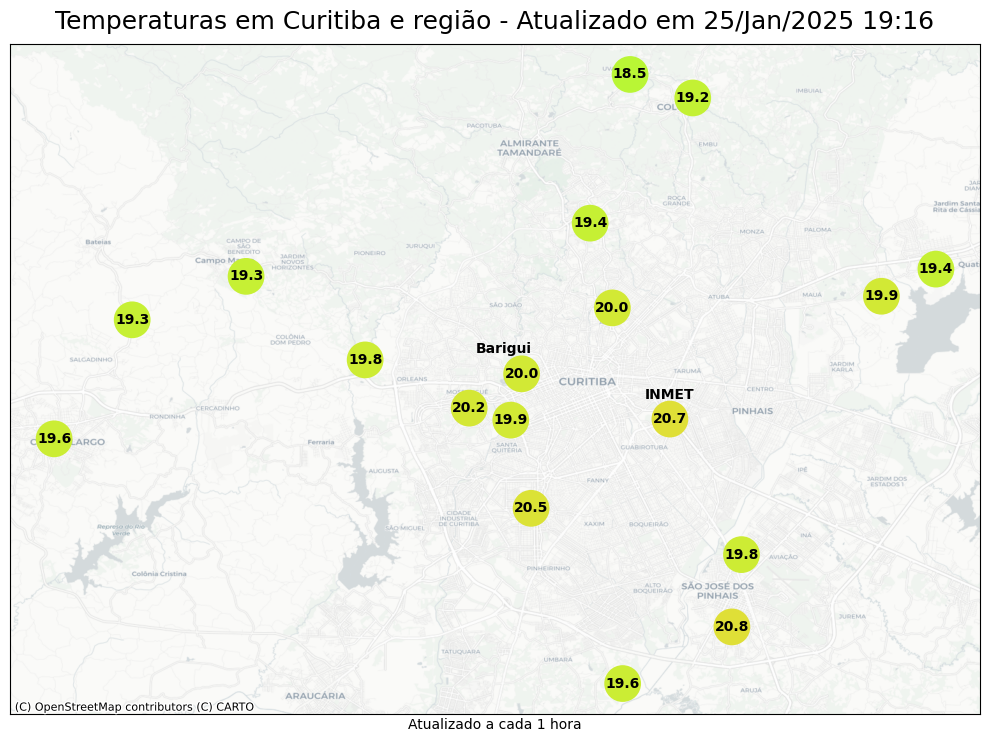 Temperaturas em Curitiba e região - Atualizado em 25/Jan/2025 19:16
18.5
19.2
IMBUIAL
PACOTUBA
ALMIRANTE
TAMANDARÉ
EMBU
ROÇA
GRANDE
Jardim Santa
Rita de Cássia
19.4
MONZA
PALOMA
Bateias
CAMPO DE
SÃO
BENEDITO
JURUQUI
PIONEIRO
JARDIM
NOVOS
HORIZONTES
Campo Ma
19.3
19.4
Quat
19.9
ATUBA
MAUÁ
SÃO JOÃO
20.0
19.3
COLÔNIA
DOM PEDRO
Barigui
SALGADINHO
19.8
JARDIM
KARLA
TARUMÃ
20.0
ORLEANS
CURITIBA
CENTRO
INMET
20.2
19.9
20.7
PINHAIS
CERCADINHO
RONDINHA
19.6
LARGO
Ferraria
SANTA
QUITÉRIA
GUABIROTUBA
AUGUSTA
IPÊ
FANNY
JARDIM DOS
ESTADOS I
20.5
CIDADE
INDUSTRIAL
DE CURITIBA
SÃO MIGUEL
XAXIM
BOQUEIRÃO
Represa do Rio
Verde
INÁ
19.8
AVIAÇÃO
Colônia Cristina
PINHEIRINHO
ALTO
BOQUEIRÃO
SÃO JOSÉ DOS
PINHAIS
JUREMA
20.8
TATUQUARA
UMBARÁ
19.6
ARUJÁ
ARAUCÁRIA
(C) OpenStreetMap contributors (C) CARTO
Atualizado a cada 1 hora